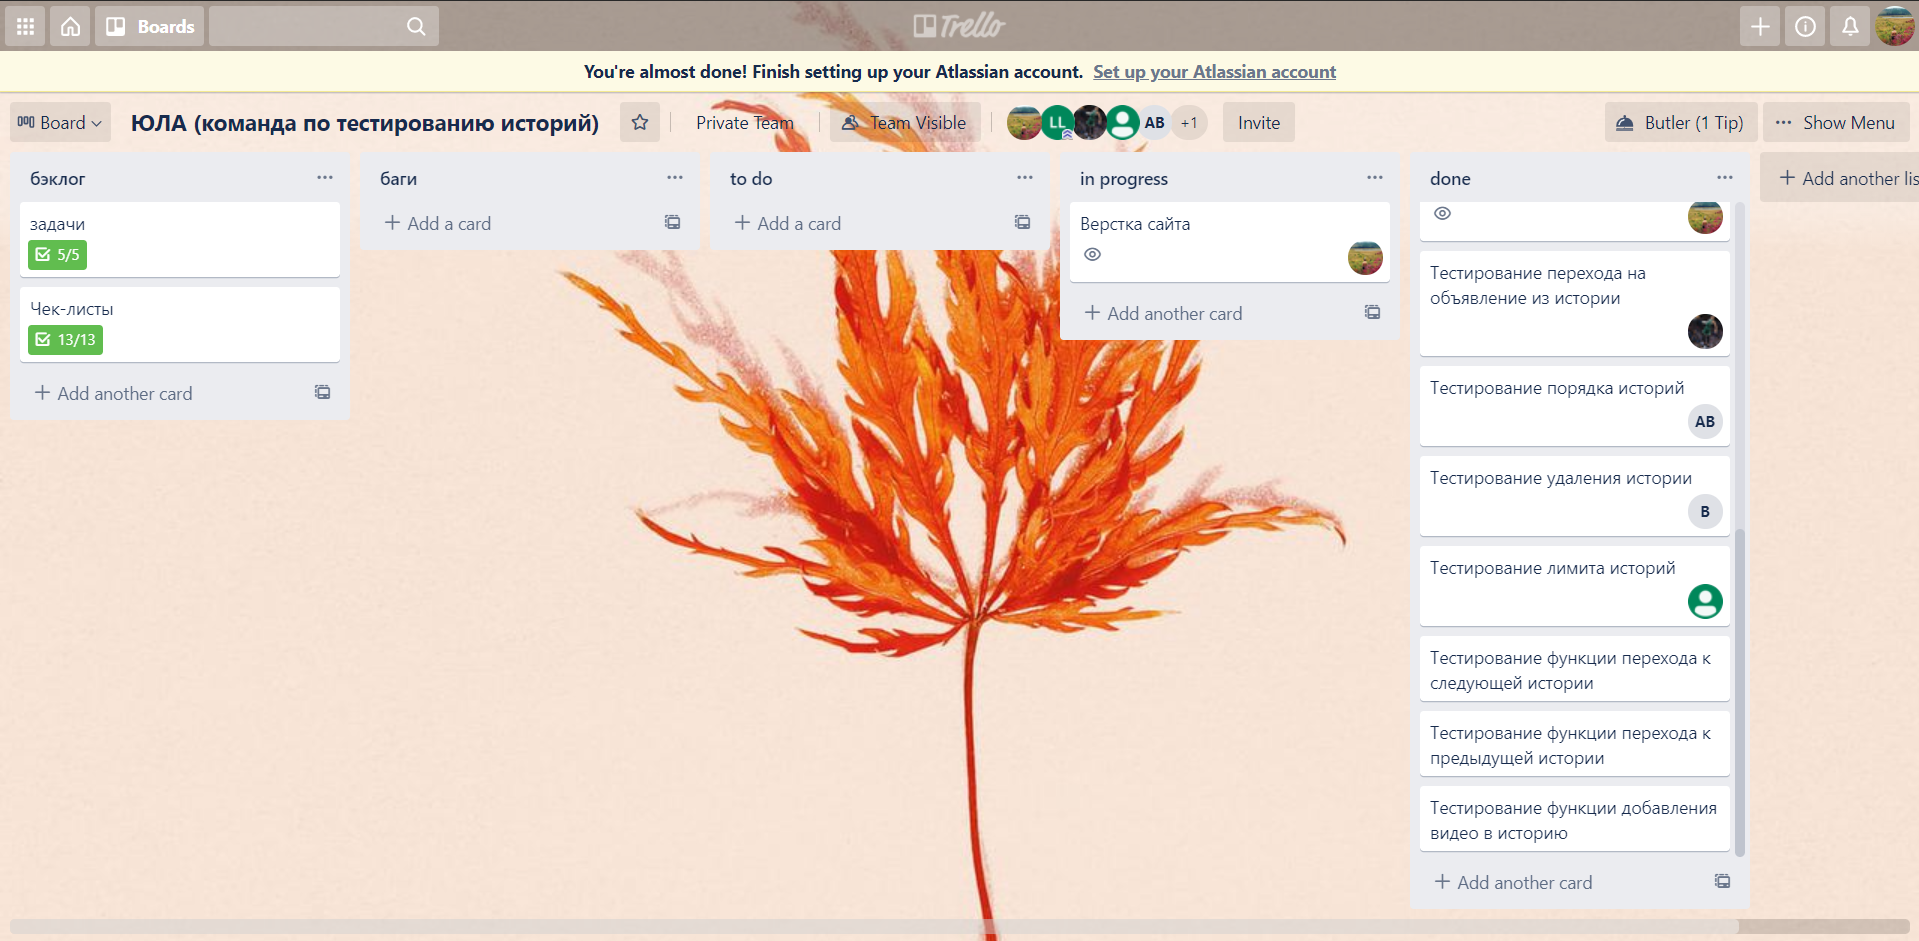 Boards
Trello
You're almost done! Finish setting up your Atlassian account. Set up your Atlassian account
Board
ЮЛА (команда по тестированию историй)
Private Team
Team Visible
LL
AB
+1
Invite
Butler (1 Tip)
Show Menu
бэклог
задачи
5/5
Чек-листы
13/13
Add another card
баги
Add a card
to do
Add a card
in progress
Верстка сайта
Add another card
done
Тестирование перехода на
объявление из истории
Тестирование порядка историй
AB
Тестирование удаления истории
B
Тестирование лимита историй
Тестирование функции перехода к
следующей истории
Тестирование функции перехода к
предыдущей истории
Тестирование функции добавления
видео в историю
Add another card
Add another lis